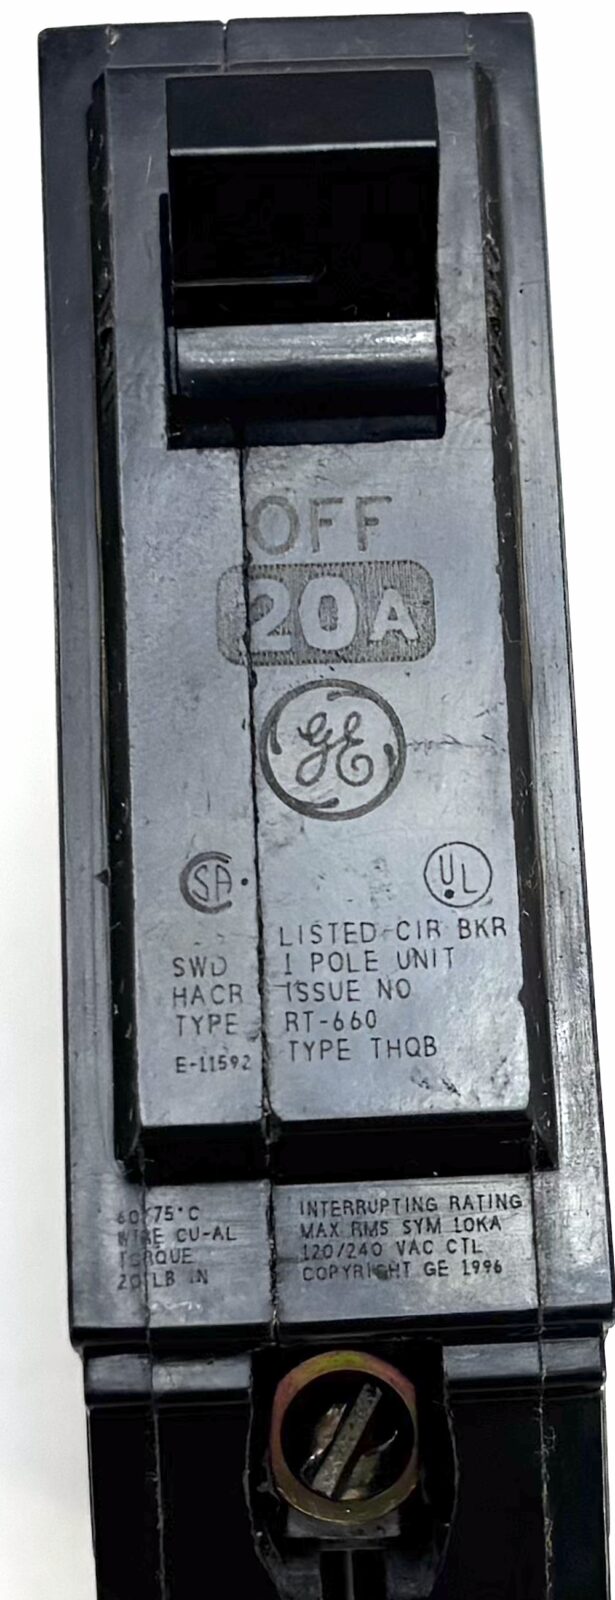 OFF
20A
GE
SA
UL
LISTED CIR BKR
SWD 1 POLE UNIT
HACR ISSUE NO
TYPE RT-660
E-11592 TYPE THQB
60/75°C
WIRE CU-AL
TORQUE
20 LB IN
INTERRUPTING RATING
MAX RMS SYM 10KA
120/240 VAC CTL
COPYRIGHT GE 1996